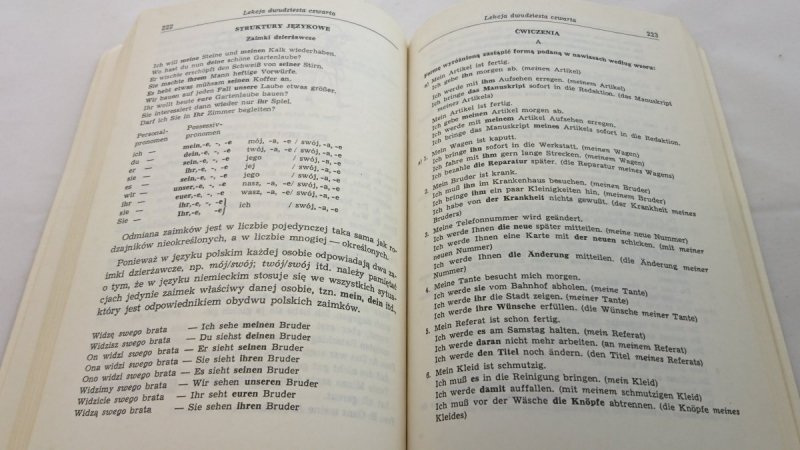 222
Lekcja dwudziesta czwarta
STRUKTURY JĘZYKOWE
Zaimki dzierżawcze
Ich will meine Steine und meinen Kalk wiederhaben.
Wo hast du nun deine schöne Gartenlaube?
Er wischte erschöpft den Schweiß von seiner Stirn.
Sie machte ihrem Mann heftige Vorwürfe.
Es hebt etwas mühsam seinen Koffer an.
Wir bauen auf jeden Fall unsere Laube etwas größer.
Ihr wollt heute eure Gartenlaube bauen?
Sie interessiert dann wieder nur ihr Spiel.
Darf ich Sie in Ihr Zimmer begleiten?
Personal- Possessiv-
pronomen pronomen
ich — mein,-e, -, -e mój, -a, -e / swój, -a, -e
du — dein,-e, -, -e / swój, -a, -e
er — sein,-e, -, -e jego / swój, -a, -e
sie — ihr,-e, -, -e jej / swój, -a, -e
es — sein,-e, -, -e jego / swój, -a, -e
wir — unser,-e, -, -e nasz, -a, -e / swój, -a, -e
ihr — euer,-e, -, -e wasz, -a, -e / swój, -a, -e
sie — ihr,-e, -, -e} ich / swój, -a, -e
Sie — Ihr,-e, -, -e}
Odmiana zaimków jest w liczbie pojedynczej taka sama jak ro-
dzajników nieokreślonych, a w liczbie mnogiej — określonych.
Ponieważ w języku polskim każdej osobie odpowiadają dwa za-
imki dzierżawcze, np. mój/swój; twój/swój itd. należy pamiętać
o tym, że w języku niemieckim stosuje się we wszystkich sytua-
cjach jedynie zaimek właściwy danej osobie, tzn. mein, dein itd.,
który jest odpowiednikiem obydwu polskich zaimków.
Widzę swego brata — Ich sehe meinen Bruder
Widzisz swego brata — Du siehst deinen Bruder
On widzi swego brata — Er sieht seinen Bruder
Ona widzi swego brata — Sie sieht ihren Bruder
Ono widzi swego brata — Es sieht seinen Bruder
Widzimy swego brata — Wir sehen unseren Bruder
Widzicie swego brata — Ihr seht euren Bruder
Widzą swego brata — Sie sehen ihren Bruder
Lekcja dwudziesta czwarta
223
ĆWICZENIA
A.
Formę wyróżnioną zastąpić formą podaną w nawiasach według wzoru:
a) Mein Artikel ist fertig.
Ich gebe ihn morgen ab. (meinen Artikel)
Ich werde mit ihm Aufsehen erregen. (meinem Artikel)
Ich bringe das Manuskript sofort in die Redaktion. (das Manuskript
meines Artikels)
Mein Artikel ist fertig.
Ich gebe meinen Artikel morgen ab.
Ich werde mit meinem Artikel Aufsehen erregen.
Ich bringe das Manuskript meines Artikels sofort in die Redaktion.
a) 1. Mein Wagen ist kaputt.
Ich bringe ihn sofort in die Werkstatt. (meinen Wagen)
Ich fahre mit ihm gern lange Strecken. (meinem Wagen)
Ich bezahle die Reparatur später. (die Reparatur meines Wagens)
2. Mein Bruder ist krank.
Ich muß ihn im Krankenhaus besuchen. (meinen Bruder)
Ich bringe ihm ein paar Kleinigkeiten hin. (meinem Bruder)
Ich habe von der Krankheit nichts gewußt. (der Krankheit meines
Bruders)
3. Meine Telefonnummer wird geändert.
Ich werde Ihnen die neue später mitteilen. (meine neue Nummer)
Ich werde Ihnen eine Karte mit der neuen schicken. (mit meiner
neuen Nummer)
Ich werde Ihnen die Änderung mitteilen. (die Änderung meiner
Nummer)
4. Meine Tante besucht mich morgen.
Ich werde sie vom Bahnhof abholen. (meine Tante)
Ich werde ihr die Stadt zeigen. (meiner Tante)
Ich werde ihre Wünsche erfüllen. (die Wünsche meiner Tante)
5. Mein Referat ist schon fertig.
Ich werde es am Samstag halten. (mein Referat)
Ich werde daran nicht mehr arbeiten. (an meinem Referat)
Ich werde den Titel noch ändern. (den Titel meines Referats)
6. Mein Kleid ist schmutzig.
Ich muß es in die Reinigung bringen. (mein Kleid)
Ich werde damit auffallen. (mit meinem schmutzigen Kleid)
Ich muß vor der Wäsche die Knöpfe abtrennen. (die Knöpfe meines
Kleides)